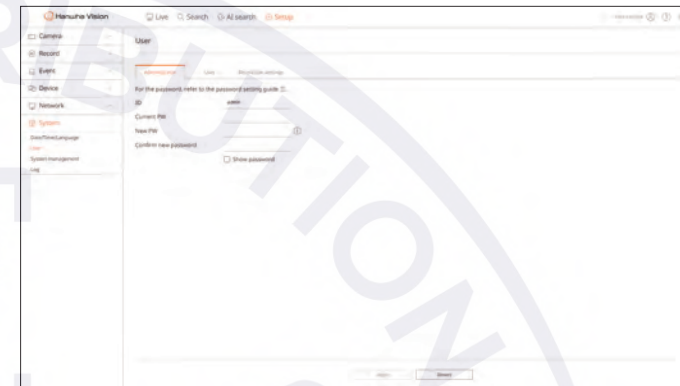 Hanwha Vision
Live Search AI search Setup
Camera
Record
Event
Device
Network
System
Date/Time/Language
User
System management
Log
User
Administrator User Permission settings
For the password, refer to the password setting guide
ID admin
Current PW
New PW
Confirm new password
Show password
Revert
RIBUTION